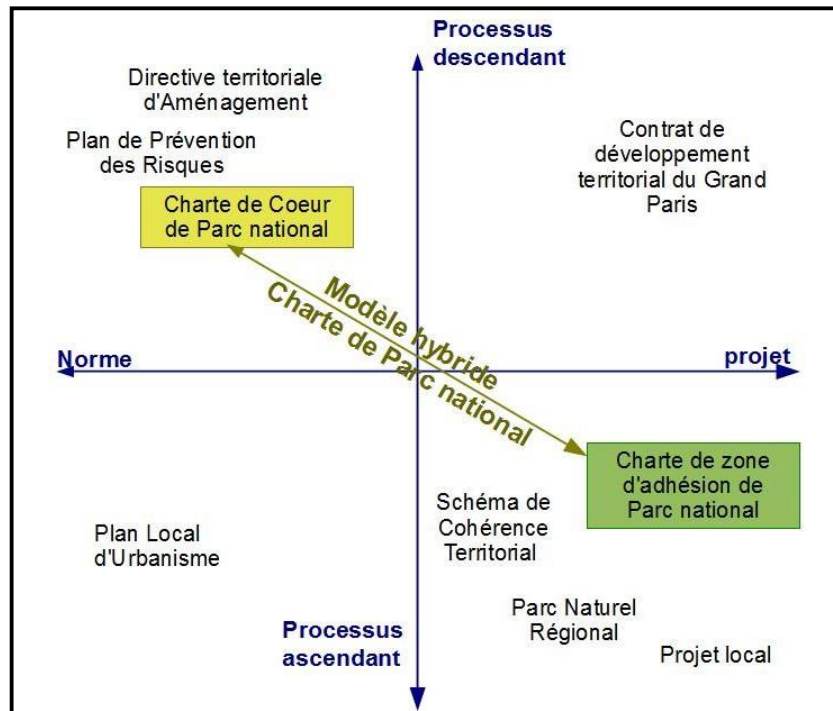 Processus
descendant
Directive territoriale
d'Aménagement
Plan de Prévention
des Risques
Contrat de
développement
territorial du Grand
Paris
Charte de Coeur
de Parc national
Modèle hybride
Charte de Parc national
Norme
projet
Charte de zone
d'adhésion de
Parc national
Schéma de
Cohérence
Territorial
Plan Local
d'Urbanisme
Parc Naturel
Régional
Processus
ascendant
Projet local